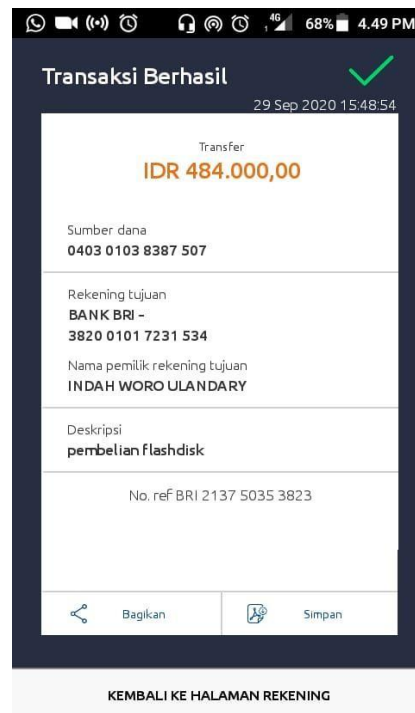 4G 68% 4.49 PM
Transaksi Berhasil
29 Sep 2020 15:48:54
Transfer
IDR 484.000,00
Sumber dana
0403 0103 8387 507
Rekening tujuan
BANK BRI -
3820 0101 7231 534
Nama pemilik rekening tujuan
INDAH WORO ULANDARY
Deskripsi
pembelian flashdisk
No. ref BRI 2137 5035 3823
Bagikan
Simpan
KEMBALI KE HALAMAN REKENING